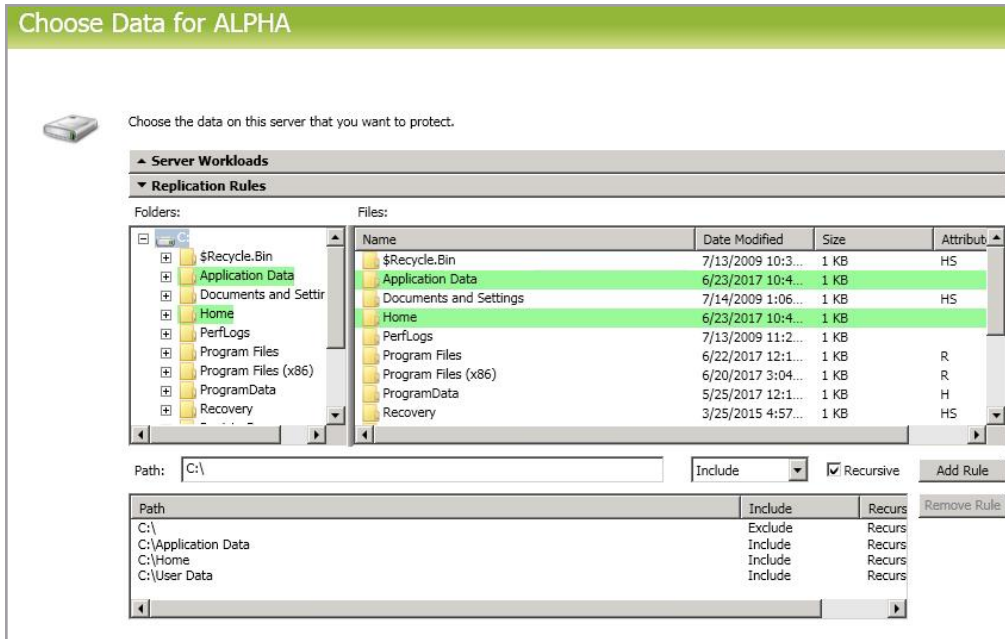 Choose Data for ALPHA
Choose the data on this server that you want to protect.
Server Workloads
Replication Rules
Folders: Files:
C: Name Date Modified Size Attribut
$Recycle.Bin $Recycle.Bin 7/13/2009 10:3... 1 KB HS
Application Data Application Data 6/23/2017 10:4... 1 KB
Documents and Settir Documents and Settings 7/14/2009 1:06... 1 KB HS
Home Home 6/23/2017 10:4... 1 KB
PerfLogs PerfLogs 7/13/2009 11:2... 1 KB
Program Files Program Files 6/22/2017 12:1... 1 KB R
Program Files (x86) Program Files (x86) 6/20/2017 3:04... 1 KB R
ProgramData ProgramData 5/25/2017 12:1... 1 KB H
Recovery Recovery 3/25/2015 4:57... 1 KB HS
Path: C:\ Include Recursive Add Rule
Path Include Recurs Remove Rule
C:\ Exclude Recurs
C:\Application Data Include Recurs
C:\Home Include Recurs
C:\User Data Include Recurs